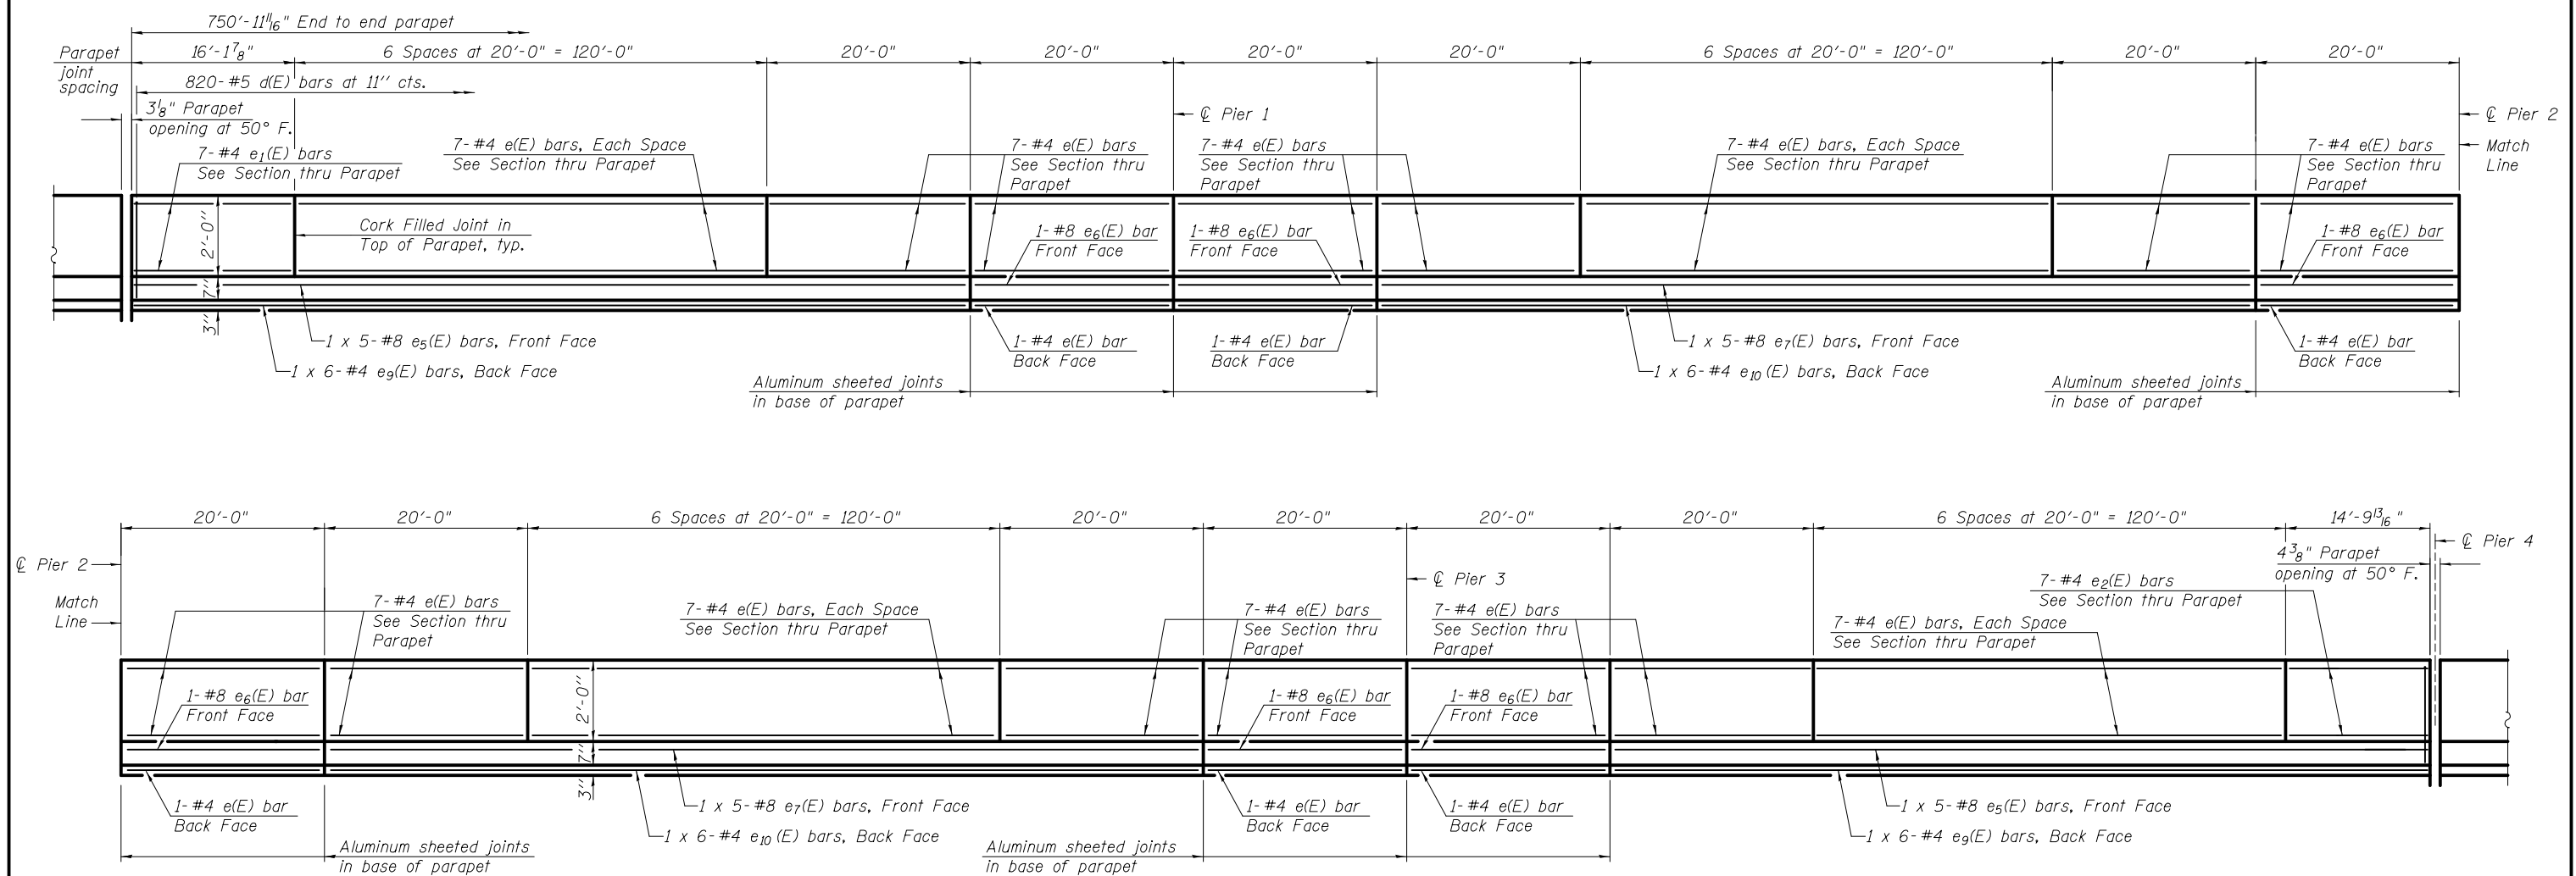 750'-11 11/16" End to end parapet
Parapet joint spacing
16'-1 7/8"
6 Spaces at 20'-0" = 120'-0"
20'-0"
20'-0"
20'-0"
20'-0"
6 Spaces at 20'-0" = 120'-0"
20'-0"
20'-0"
820-#5 d(E) bars at 11" cts.
3 1/8" Parapet
opening at 50° F.
℄ Pier 1
℄ Pier 2
Match
Line
7-#4 e1(E) bars
See Section thru Parapet
7-#4 e(E) bars, Each Space
See Section thru Parapet
7-#4 e(E) bars
See Section thru
Parapet
7-#4 e(E) bars
See Section thru
Parapet
7-#4 e(E) bars, Each Space
See Section thru Parapet
7-#4 e(E) bars
See Section thru
Parapet
2'-0"
7"
3"
Cork Filled Joint in
Top of Parapet, typ.
1-#8 e6(E) bar
Front Face
1-#8 e6(E) bar
Front Face
1-#8 e6(E) bar
Front Face
1 x 5-#8 e5(E) bars, Front Face
1 x 6-#4 e9(E) bars, Back Face
1-#4 e(E) bar
Back Face
1-#4 e(E) bar
Back Face
1 x 5-#8 e7(E) bars, Front Face
1 x 6-#4 e10(E) bars, Back Face
1-#4 e(E) bar
Back Face
Aluminum sheeted joints
in base of parapet
Aluminum sheeted joints
in base of parapet
20'-0"
20'-0"
6 Spaces at 20'-0" = 120'-0"
20'-0"
20'-0"
20'-0"
20'-0"
6 Spaces at 20'-0" = 120'-0"
14'-9 13/16"
℄ Pier 2
Match
Line
℄ Pier 3
℄ Pier 4
4 3/8" Parapet
opening at 50° F.
7-#4 e(E) bars
See Section thru
Parapet
7-#4 e(E) bars, Each Space
See Section thru Parapet
7-#4 e(E) bars
See Section thru
Parapet
7-#4 e(E) bars
See Section thru
Parapet
7-#4 e2(E) bars
See Section thru Parapet
7-#4 e(E) bars, Each Space
See Section thru Parapet
1-#8 e6(E) bar
Front Face
2'-0"
7"
3"
1-#8 e6(E) bar
Front Face
1-#8 e6(E) bar
Front Face
1-#4 e(E) bar
Back Face
1 x 5-#8 e7(E) bars, Front Face
1 x 6-#4 e10(E) bars, Back Face
1-#4 e(E) bar
Back Face
1-#4 e(E) bar
Back Face
1 x 5-#8 e5(E) bars, Front Face
1 x 6-#4 e9(E) bars, Back Face
Aluminum sheeted joints
in base of parapet
Aluminum sheeted joints
in base of parapet